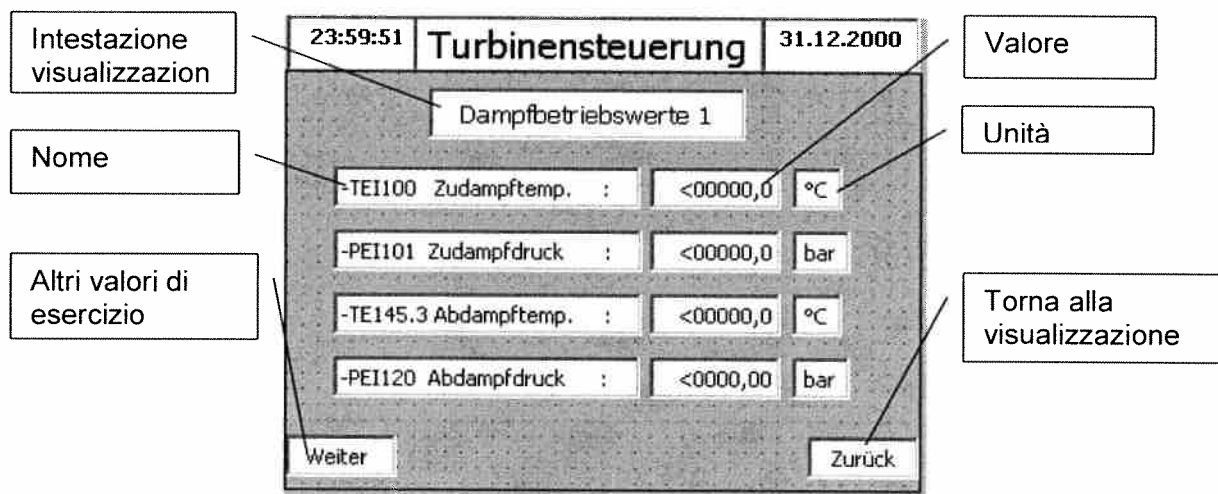 Intestazione
visualizzazion
Nome
Altri valori di
esercizio
23:59:51 Turbinensteuerung 31.12.2000
Dampfbetriebswerte 1
-TEI100 Zudampftemp. : <00000,0 °C
-PEI101 Zudampfdruck : <00000,0 bar
-TE145.3 Abdampftemp. : <00000,0 °C
-PEI120 Abdampfdruck : <0000,00 bar
Weiter Zurück
Valore
Unità
Torna alla
visualizzazione